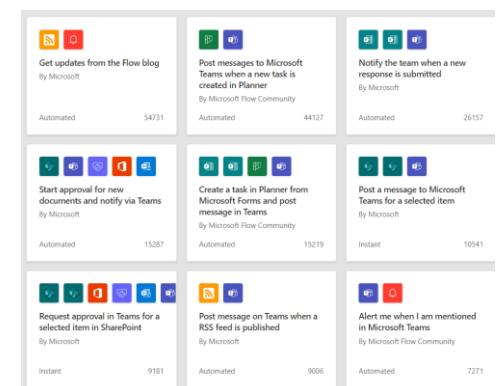 Get updates from the Flow blog
By Microsoft
Automated 54731
Post messages to Microsoft
Teams when a new task is
created in Planner
By Microsoft Flow Community
Automated 44127
Notify the team when a new
response is submitted
By Microsoft
Automated 26157
Start approval for new
documents and notify via Teams
By Microsoft
Automated 15287
Create a task in Planner from
Microsoft Forms and post
message in Teams
By Microsoft Flow Community
Automated 15219
Post a message to Microsoft
Teams for a selected item
By Microsoft
Instant 10541
Request approval in Teams for a
selected item in SharePoint
By Microsoft
Instant 9181
Post message on Teams when a
RSS feed is published
By Microsoft
Automated 9006
Alert me when I am mentioned
in Microsoft Teams
By Microsoft Flow Community
Automated 7271